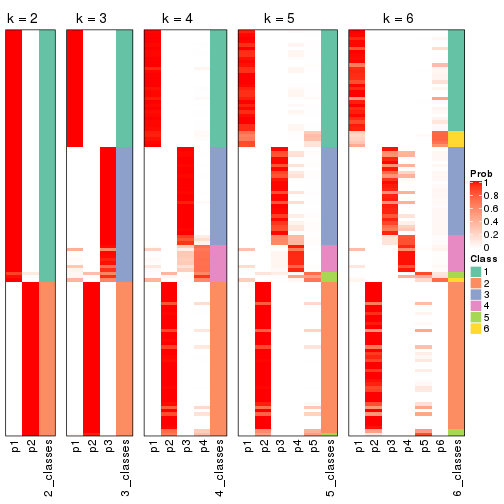 k = 2
k = 3
k = 4
k = 5
k = 6
p1
p2
2_classes
p1
p2
p3
3_classes
p1
p2
p3
p4
4_classes
p1
p2
p3
p4
p5
5_classes
p1
p2
p3
p4
p5
p6
6_classes
Prob
1
0.8
0.6
0.4
0.2
0
Class
1
2
3
4
5
6